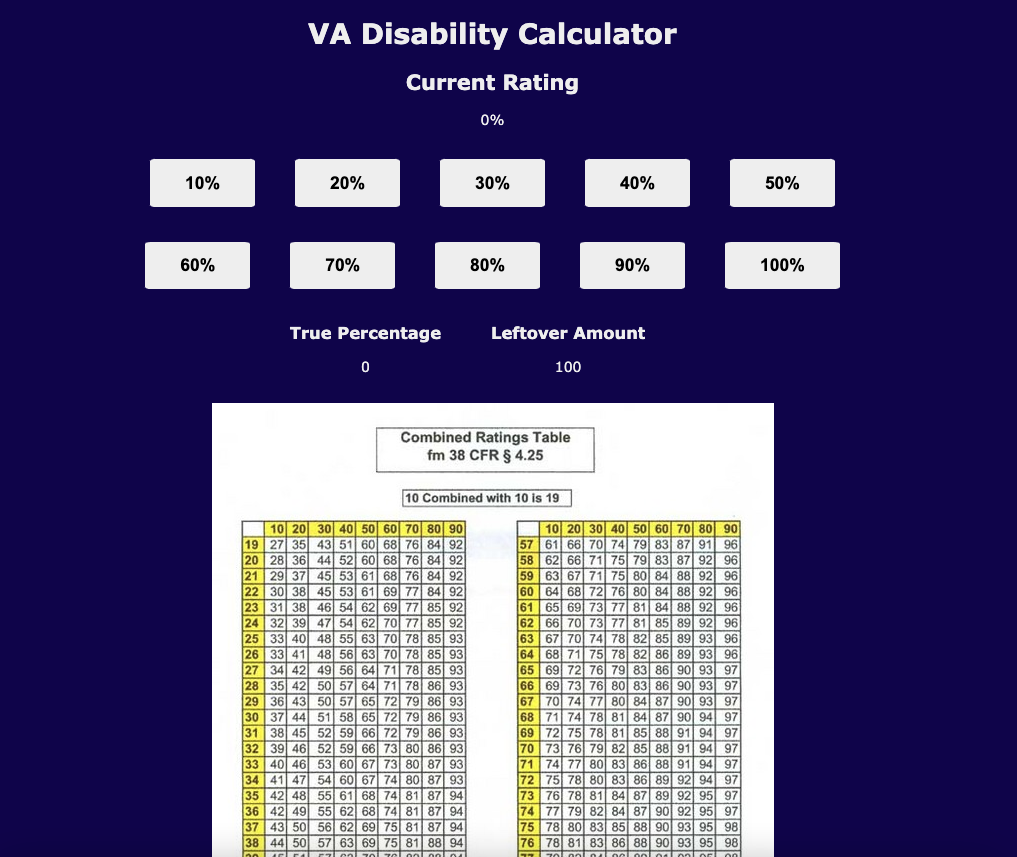 VA Disability Calculator
Current Rating
0%
10% 20% 30% 40% 50%
60% 70% 80% 90% 100%
True Percentage Leftover Amount
0 100
Combined Ratings Table
fm 38 CFR § 4.25
10 Combined with 10 is 19
10 20 30 40 50 60 70 80 90 10 20 30 40 50 60 70 80 90
19 27 35 43 51 60 68 76 84 92 57 61 66 70 74 79 83 87 91 96
20 28 36 44 52 60 68 76 84 92 58 62 66 71 75 79 83 87 92 96
21 29 37 45 53 61 68 76 84 92 59 63 67 71 75 80 84 88 92 96
22 30 38 45 53 61 69 77 84 92 60 64 68 72 76 80 84 88 92 96
23 31 38 46 54 62 69 77 85 92 61 65 69 73 77 81 84 88 92 96
24 32 39 47 54 62 70 77 85 92 62 66 70 73 77 81 85 89 92 96
25 33 40 48 55 63 70 78 85 93 63 67 70 74 78 82 85 89 93 96
26 33 41 48 56 63 70 78 85 93 64 68 71 75 78 82 86 89 93 96
27 34 42 49 56 64 71 78 85 93 65 69 72 76 79 83 86 90 93 97
28 35 42 50 57 64 71 78 86 93 66 69 73 76 80 83 86 90 93 97
29 36 43 50 57 65 72 79 86 93 67 70 74 77 80 84 87 90 93 97
30 37 44 51 58 65 72 79 86 93 68 71 74 78 81 84 87 90 94 97
31 38 45 52 59 66 72 79 86 93 69 72 75 78 81 85 88 91 94 97
32 39 46 52 59 66 73 80 86 93 70 73 76 79 82 85 88 91 94 97
33 40 46 53 60 67 73 80 87 93 71 74 77 80 83 86 88 91 94 97
34 41 47 54 60 67 74 80 87 93 72 75 78 80 83 86 89 92 94 97
35 42 48 55 61 68 74 81 87 94 73 76 78 81 84 87 89 92 95 97
36 42 49 55 62 68 74 81 87 94 74 77 79 82 84 87 90 92 95 97
37 43 50 56 62 69 75 81 87 94 75 78 80 83 85 88 90 93 95 98
38 44 50 57 63 69 75 81 88 94 76 78 81 83 86 88 90 93 95 98